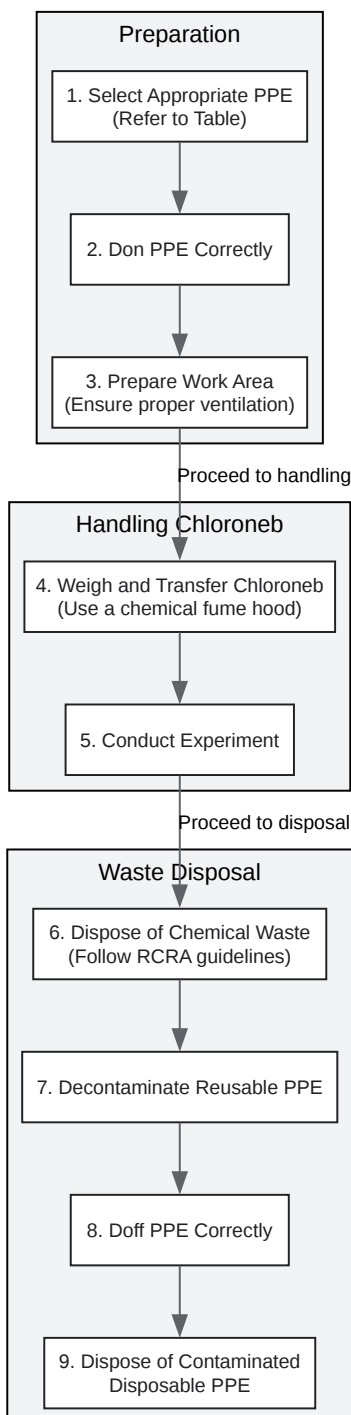 Preparation
1. Select Appropriate PPE
(Refer to Table)
2. Don PPE Correctly
3. Prepare Work Area
(Ensure proper ventilation)
Proceed to handling
Handling Chloroneb
4. Weigh and Transfer Chloroneb
(Use a chemical fume hood)
5. Conduct Experiment
Proceed to disposal
Waste Disposal
6. Dispose of Chemical Waste
(Follow RCRA guidelines)
7. Decontaminate Reusable PPE
8. Doff PPE Correctly
9. Dispose of Contaminated
Disposable PPE